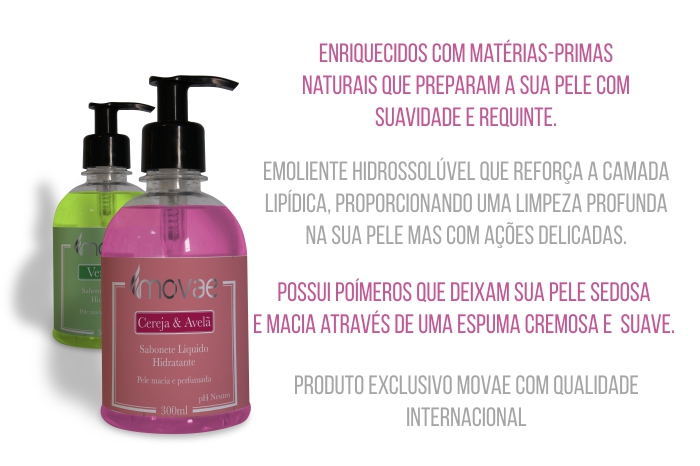 ENRIQUECIDOS COM MATÉRIAS-PRIMAS
NATURAIS QUE PREPARAM A SUA PELE COM
SUAVIDADE E REQUINTE.
EMOLIENTE HIDROSSOLÚVEL QUE REFORÇA A CAMADA
LIPÍDICA, PROPORCIONANDO UMA LIMPEZA PROFUNDA
NA SUA PELE MAS COM AÇÕES DELICADAS.
POSSUI POÍMEROS QUE DEIXAM SUA PELE SEDOSA
E MACIA ATRAVÉS DE UMA ESPUMA CREMOSA E SUAVE.
PRODUTO EXCLUSIVO MOVAE COM QUALIDADE
INTERNACIONAL
movae
Cereja & Avelã
Sabonete Liquido
Hidratante
Pele macia e perfumada
pH Neutro
300ml